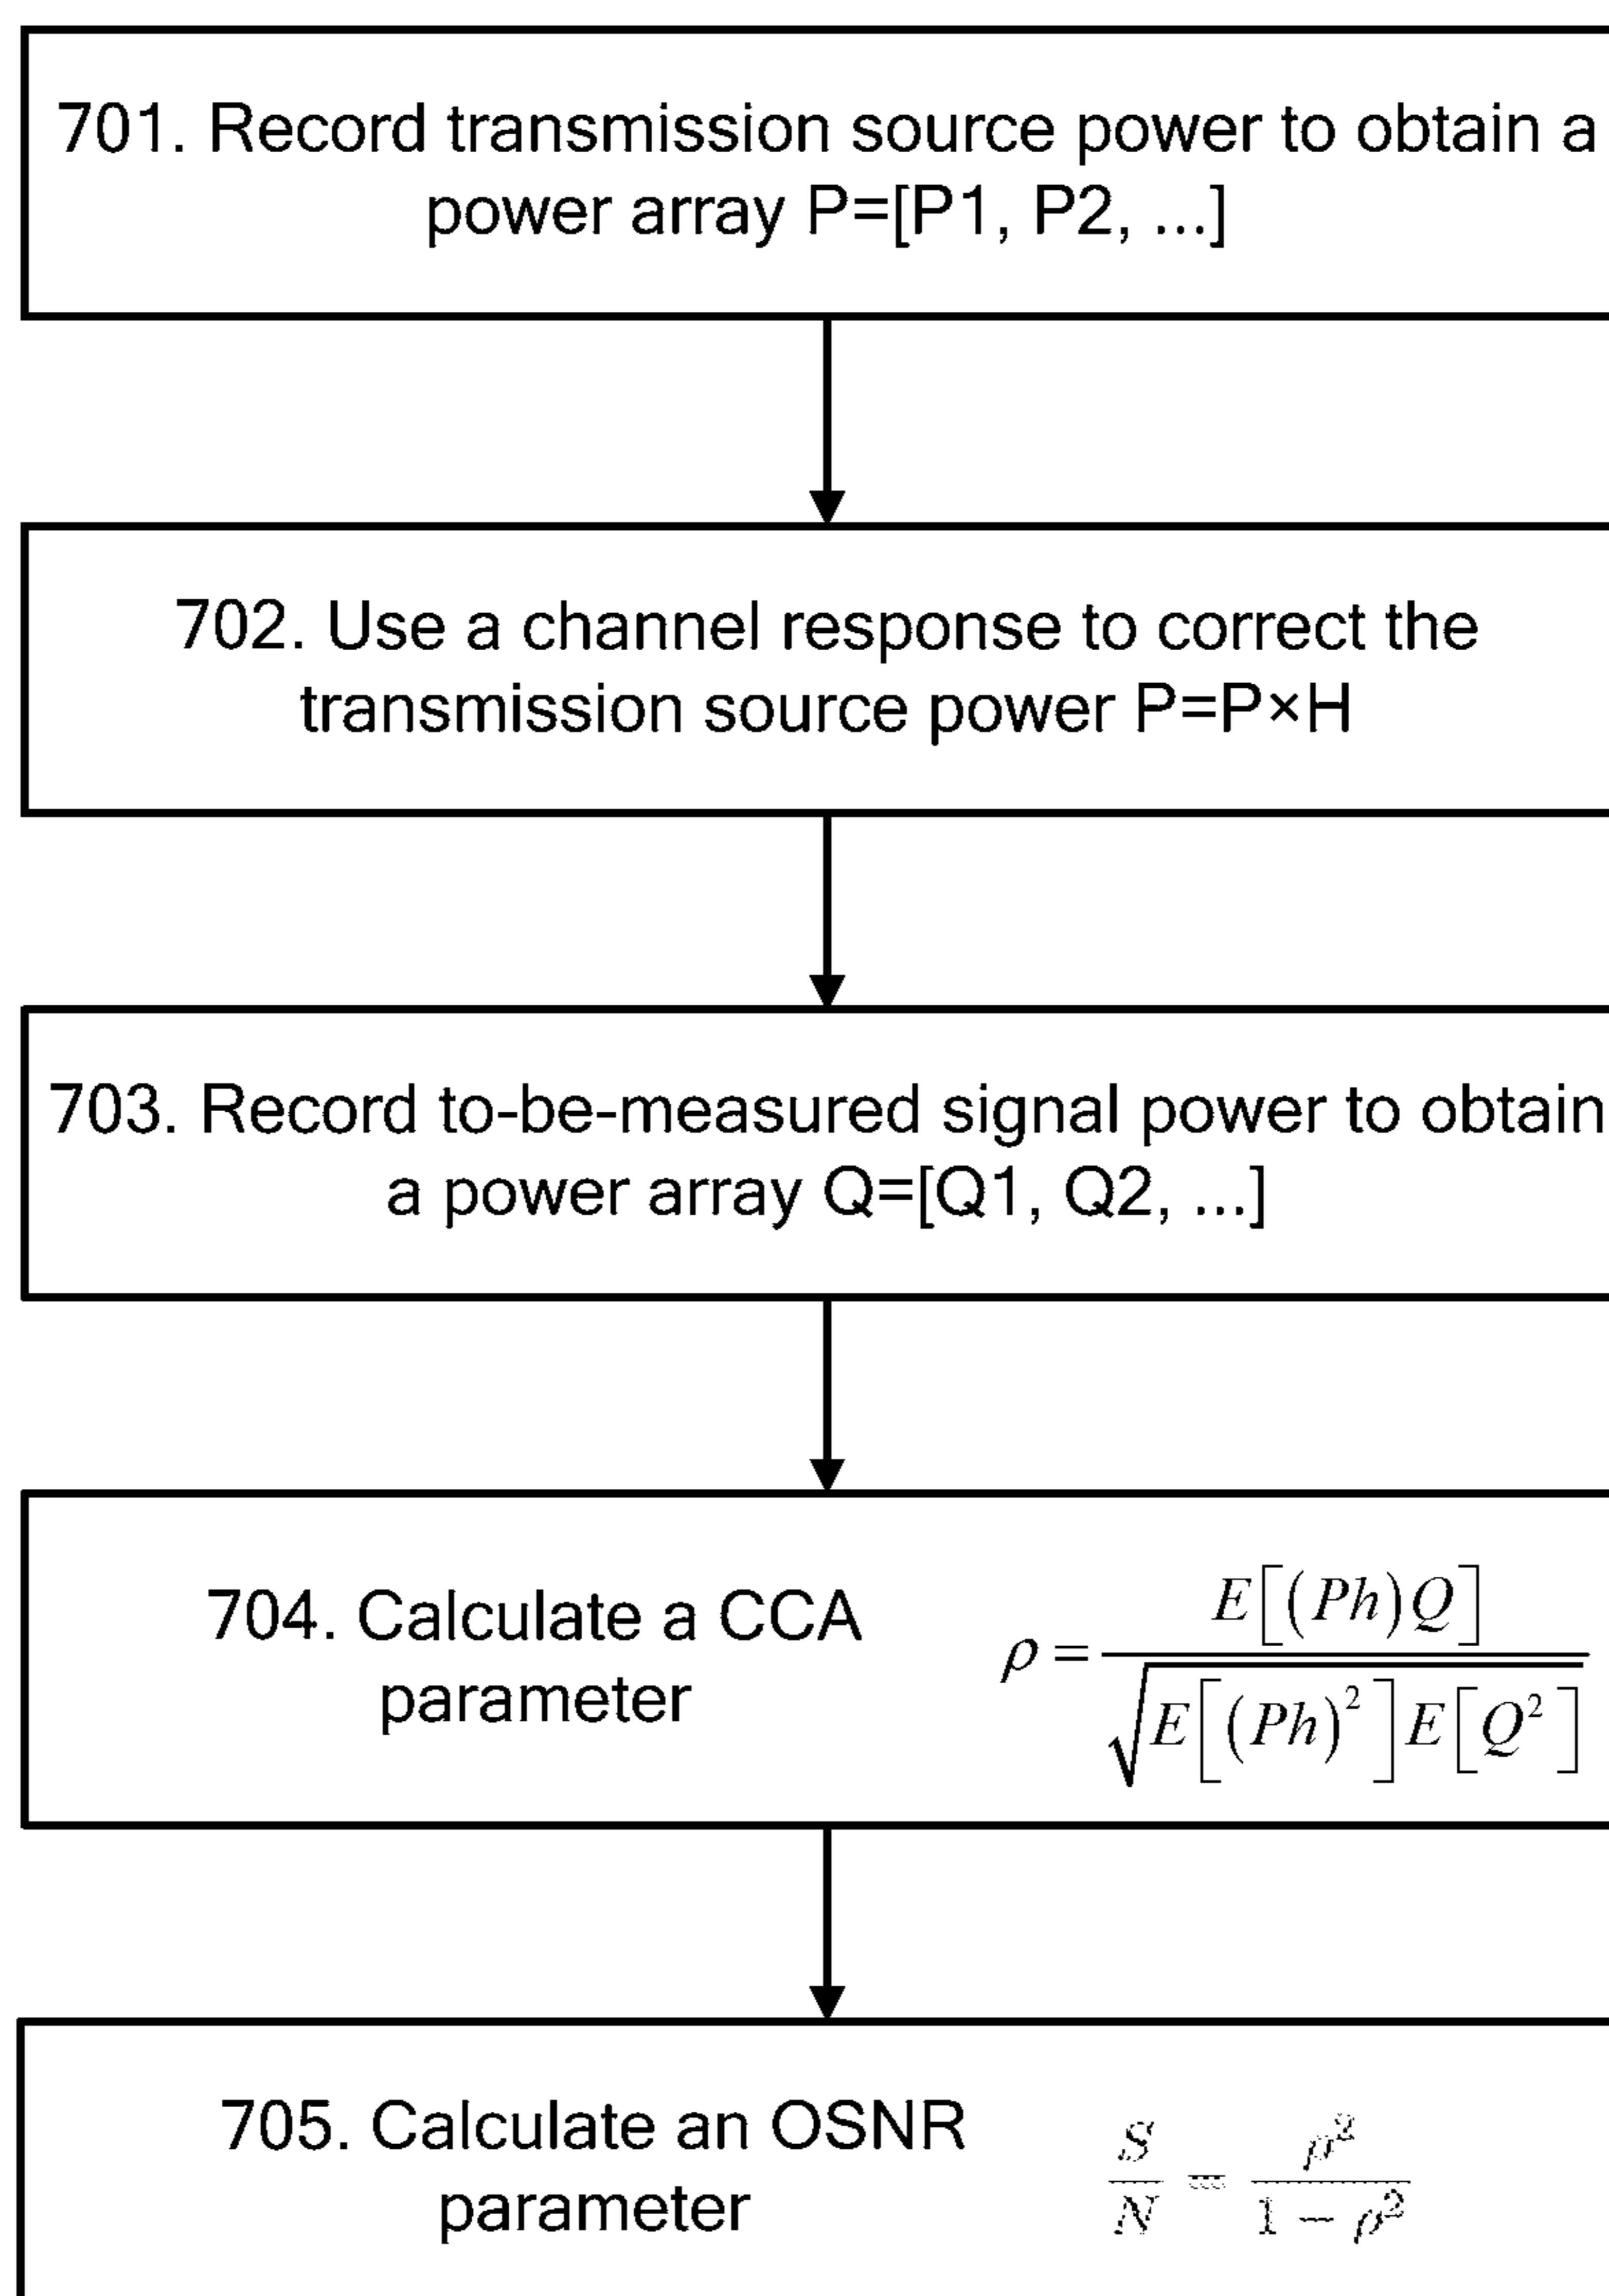 701. Record transmission source power to obtain a
power array P=[P1, P2, ...]
702. Use a channel response to correct the
transmission source power P=P×H
703. Record to-be-measured signal power to obtain
a power array Q=[Q1, Q2, ...]
704. Calculate a CCA
parameter
ρ = E[(Ph)Q] / √(E[(Ph)²]E[Q²])
705. Calculate an OSNR
parameter
S/N = ρ² / (1 − ρ²)